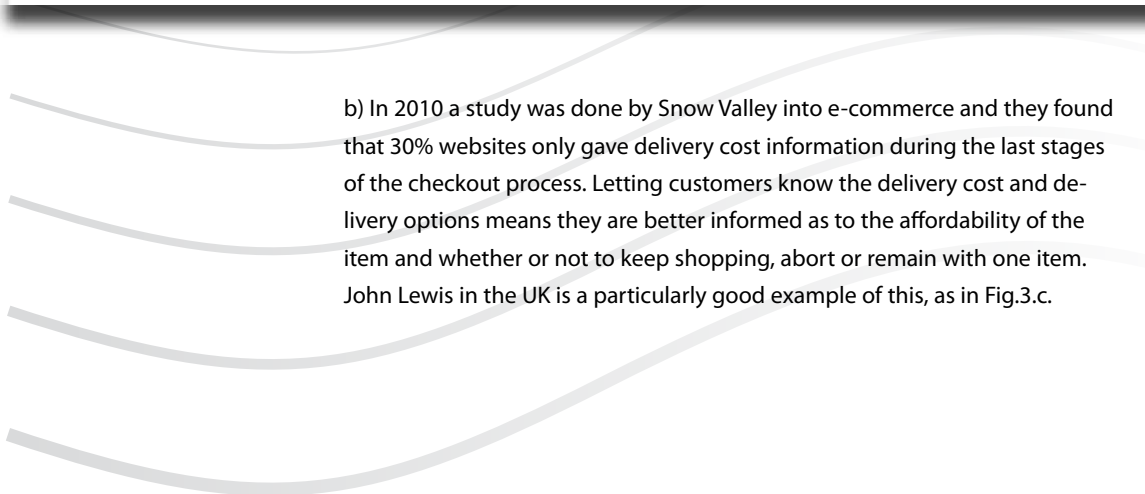 b) In 2010 a study was done by Snow Valley into e-commerce and they found
that 30% websites only gave delivery cost information during the last stages
of the checkout process. Letting customers know the delivery cost and de-
livery options means they are better informed as to the affordability of the
item and whether or not to keep shopping, abort or remain with one item.
John Lewis in the UK is a particularly good example of this, as in Fig.3.c.